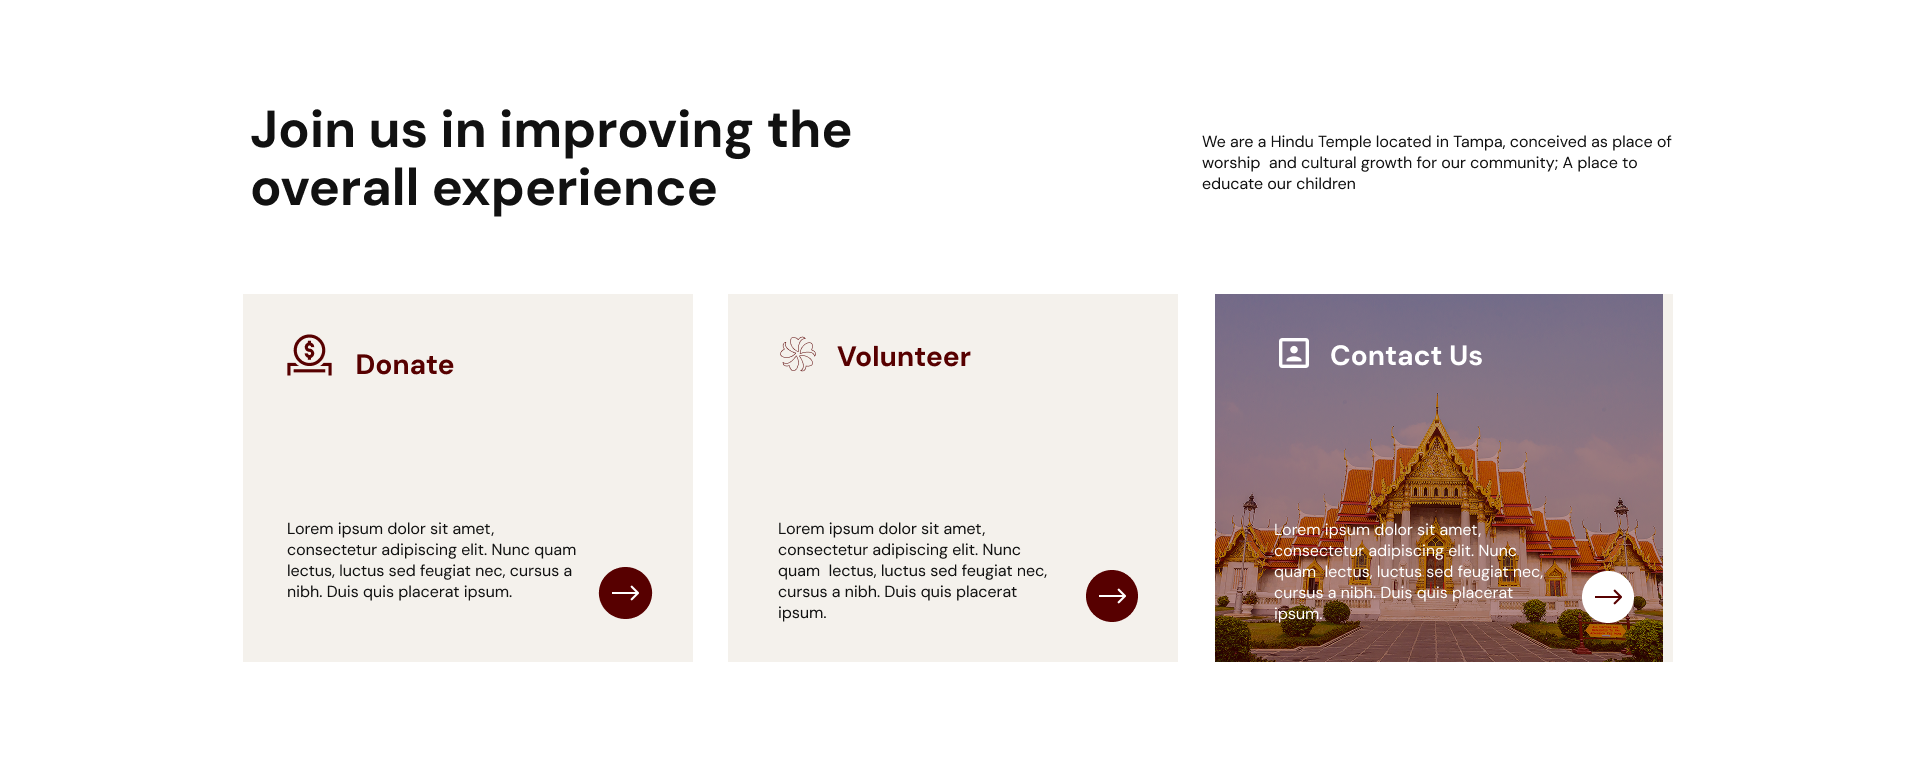 Join us in improving the
overall experience
We are a Hindu Temple located in Tampa, conceived as place of
worship  and cultural growth for our community; A place to
educate our children
Donate
Lorem ipsum dolor sit amet,
consectetur adipiscing elit. Nunc quam
lectus, luctus sed feugiat nec, cursus a
nibh. Duis quis placerat ipsum.
Volunteer
Lorem ipsum dolor sit amet,
consectetur adipiscing elit. Nunc
quam  lectus, luctus sed feugiat nec,
cursus a nibh. Duis quis placerat
ipsum.
Contact Us
Lorem ipsum dolor sit amet,
consectetur adipiscing elit. Nunc
quam  lectus, luctus sed feugiat nec,
cursus a nibh. Duis quis placerat
ipsum.